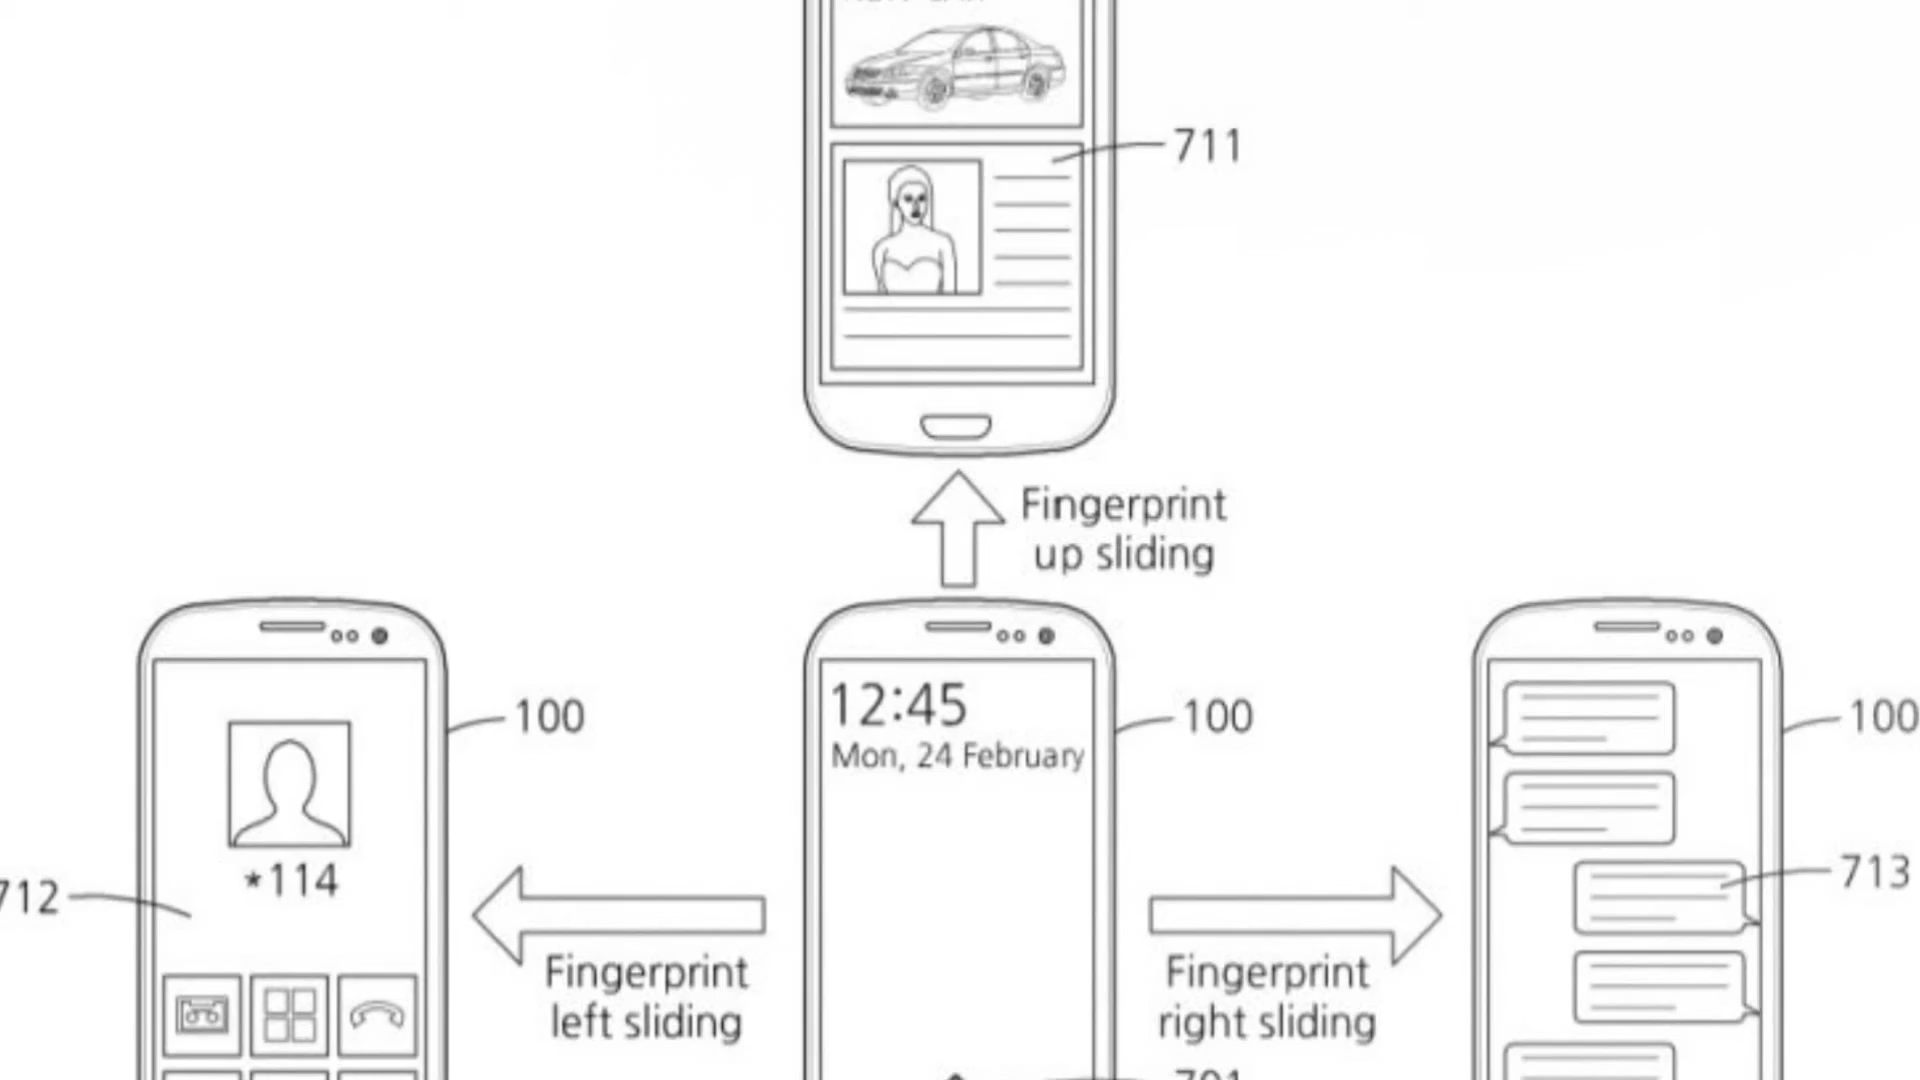 711
Fingerprint
up sliding
100
12:45
Mon, 24 February
100
100
*114
712
713
Fingerprint
left sliding
Fingerprint
right sliding